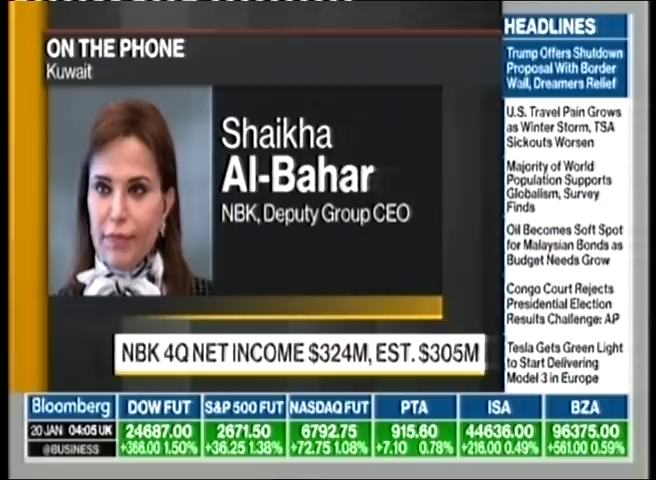 ON THE PHONE
Kuwait
Shaikha
Al-Bahar
NBK, Deputy Group CEO
NBK 4Q NET INCOME $324M, EST. $305M
HEADLINES
Trump Offers Shutdown
Proposal With Border
Wall, Dreamers Relief
U.S. Travel Pain Grows
as Winter Storm, TSA
Sickouts Worsen
Majority of World
Population Supports
Globalism, Survey
Finds
Oil Becomes Soft Spot
for Malaysian Bonds as
Budget Needs Grow
Congo Court Rejects
Presidential Election
Results Challenge: AP
Tesla Gets Green Light
to Start Delivering
Model 3 in Europe
Bloomberg DOW FUT S&P 500 FUT NASDAQ FUT PTA ISA BZA
20 JAN 04:05 UK 24687.00 2671.50 6792.75 915.60 44636.00 96375.00
@BUSINESS +366.00 1.50% +36.25 1.38% +72.75 1.08% +7.10 0.78% +216.00 0.49% +561.00 0.59%